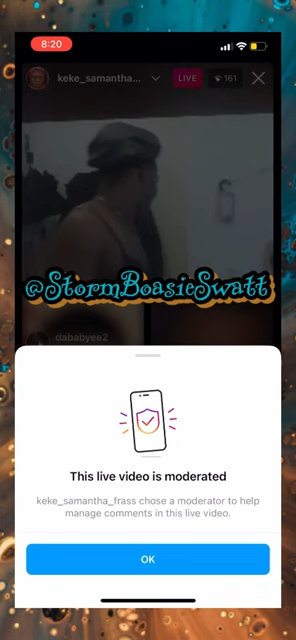 8:20
keke_samantha...
LIVE
161
@StormBoasieSwatt
dababyee2
This live video is moderated
keke_samantha_frass chose a moderator to help
manage comments in this live video.
OK